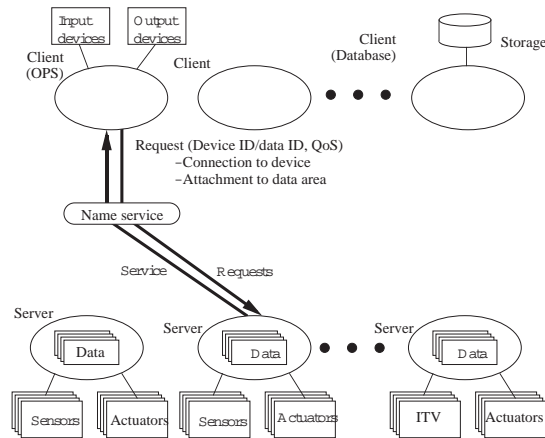 Input
devices
Output
devices
Client
(OPS)
Client
Client
(Database)
Storage
Request (Device ID/data ID, QoS)
-Connection to device
-Attachment to data area
Name service
Service
Requests
Server
Data
Sensors
Actuators
Server
Data
Sensors
Actuators
Server
Data
ITV
Actuators